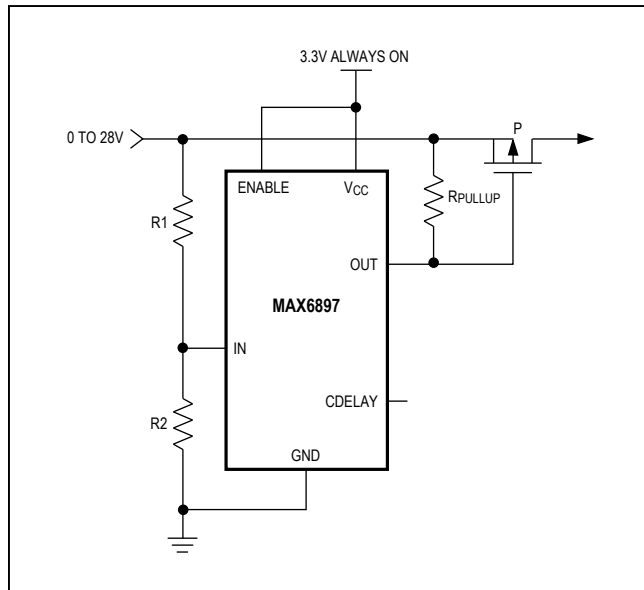 3.3V ALWAYS ON
0 TO 28V
P
ENABLE
VCC
RPULLUP
R1
OUT
MAX6897
IN
CDELAY
R2
GND